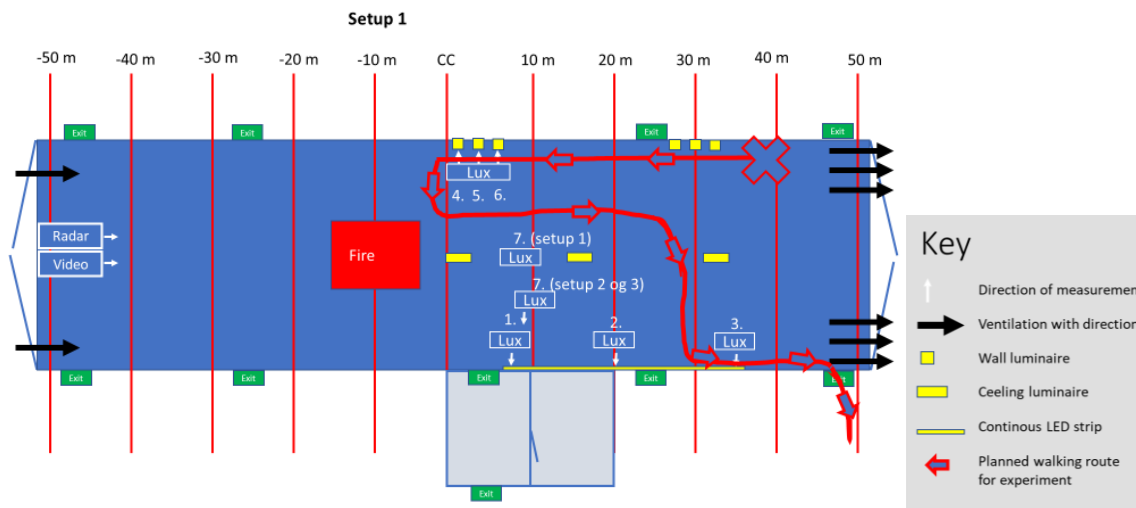 Setup 1
-50 m
-40 m
-30 m
-20 m
-10 m
CC
10 m
20 m
30 m
40 m
50 m
Exit
Exit
Exit
Exit
Lux
4. 5. 6.
Radar
Video
Fire
7. (setup 1)
Lux
7. (setup 2 og 3)
Lux
1.
Lux
2.
Lux
3.
Lux
Exit
Exit
Exit
Exit
Exit
Exit
Key
Direction of measuremen
Ventilation with direction
Wall luminaire
Ceeling luminaire
Continous LED strip
Planned walking route
for experiment